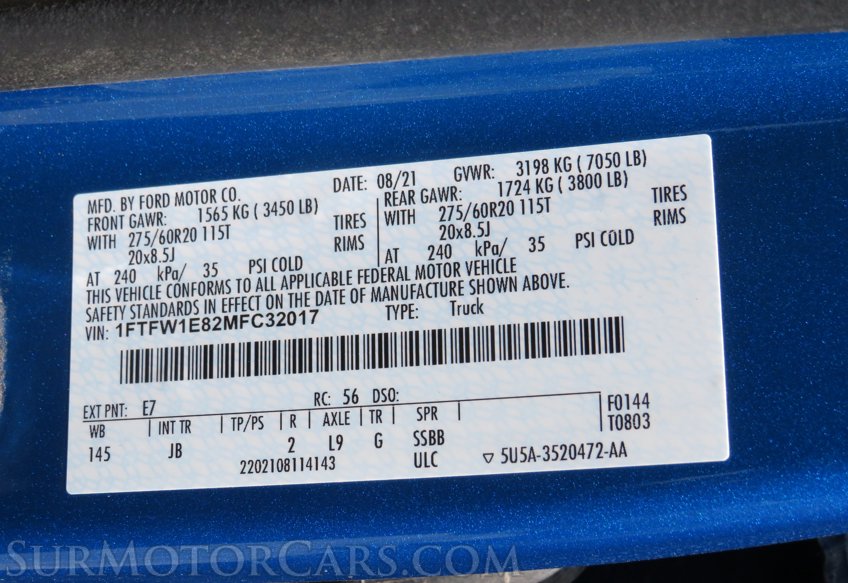 MFD. BY FORD MOTOR CO. DATE: 08/21 GVWR: 3198 KG ( 7050 LB)
FRONT GAWR: 1565 KG ( 3450 LB) REAR GAWR: 1724 KG ( 3800 LB)
WITH 275/60R20 115T TIRES WITH 275/60R20 115T TIRES
20x8.5J RIMS 20x8.5J RIMS
AT 240 kPa/ 35 PSI COLD AT 240 kPa/ 35 PSI COLD
THIS VEHICLE CONFORMS TO ALL APPLICABLE FEDERAL MOTOR VEHICLE
SAFETY STANDARDS IN EFFECT ON THE DATE OF MANUFACTURE SHOWN ABOVE.
VIN: 1FTFW1E82MFC32017 TYPE: Truck
EXT PNT: E7 RC: 56 DSO:
WB INT TR TP/PS R AXLE TR SPR F0144
145 JB 2 L9 G SSBB T0803
2202108114143 ULC ▽ 5U5A-3520472-AA
SURMOTORCARS.COM